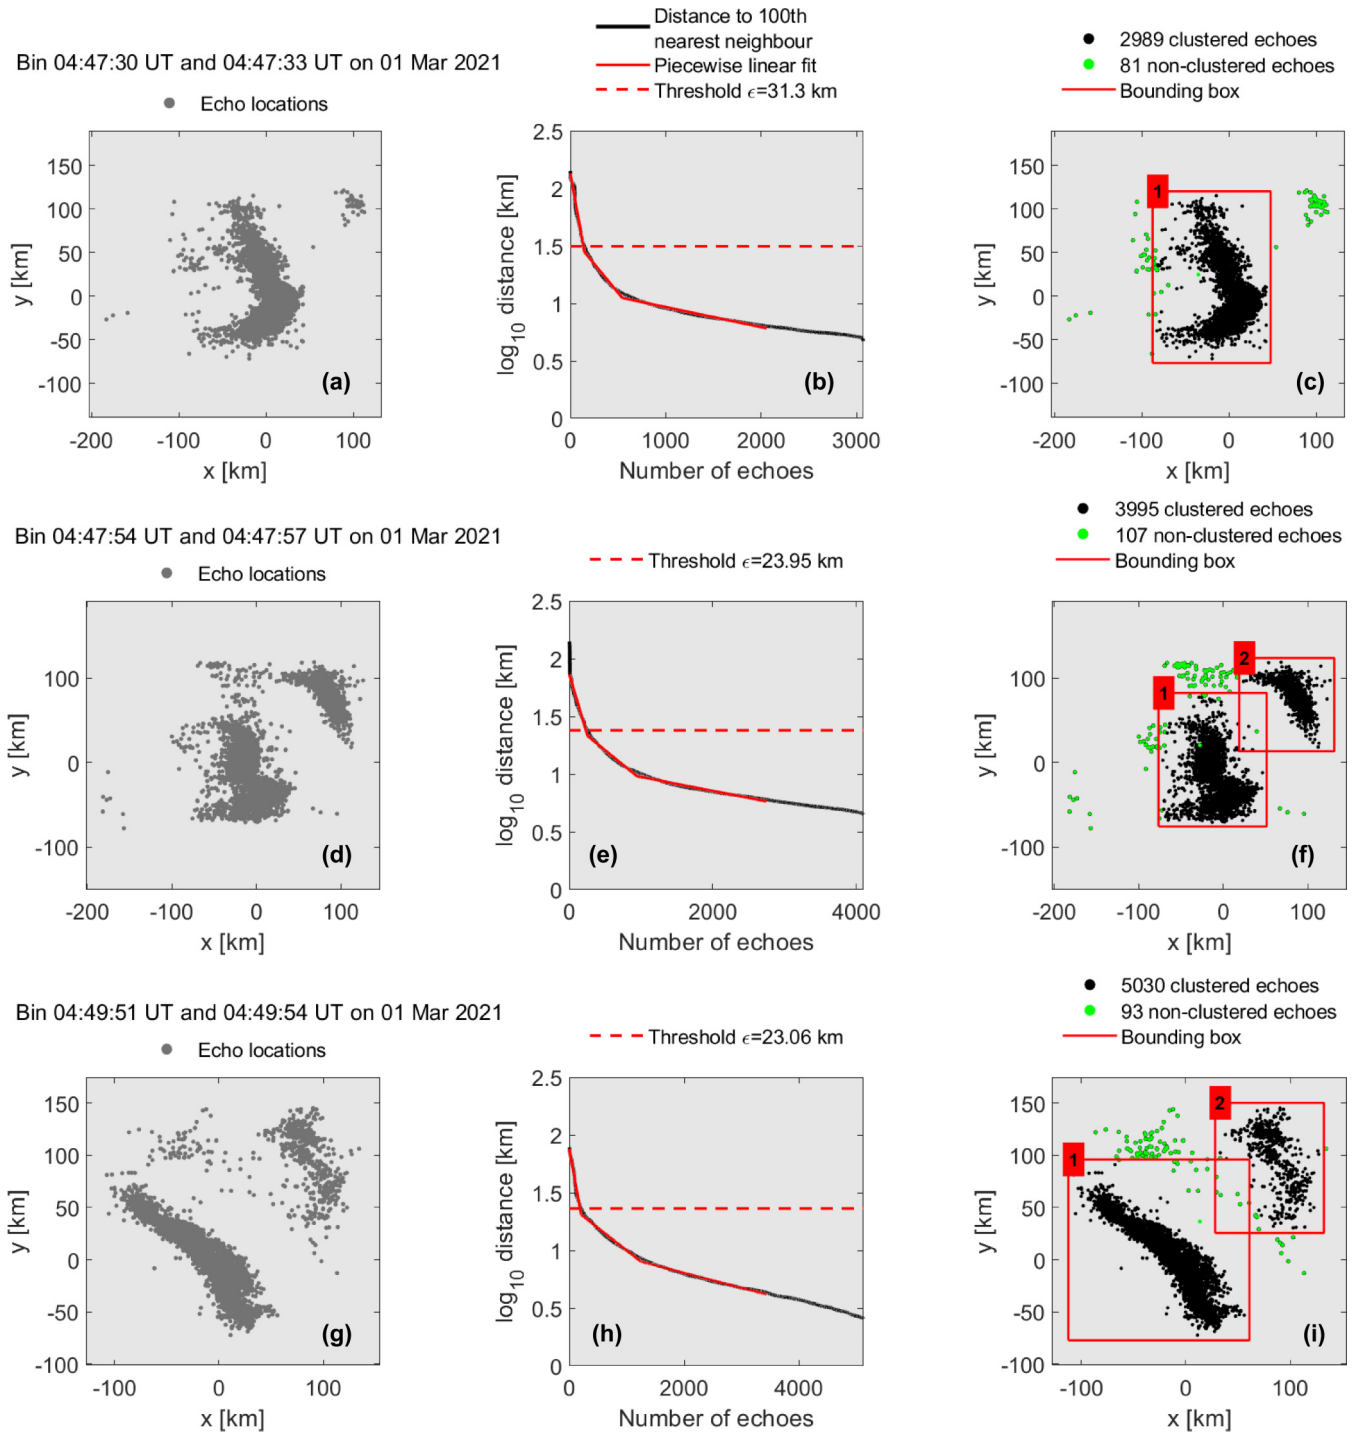 Distance to 100th
nearest neighbour
Piecewise linear fit
Threshold ϵ=31.3 km
Bin 04:47:30 UT and 04:47:33 UT on 01 Mar 2021
Echo locations
2989 clustered echoes
81 non-clustered echoes
Bounding box
150
100
50
0
-50
-100
y [km]
(a)
-200
-100
0
100
x [km]
2.5
2
1.5
1
0.5
0
log10 distance [km]
(b)
0
1000
2000
3000
Number of echoes
150
100
50
0
-50
-100
y [km]
1
(c)
-200
-100
0
100
x [km]
Bin 04:47:54 UT and 04:47:57 UT on 01 Mar 2021
Echo locations
Threshold ϵ=23.95 km
3995 clustered echoes
107 non-clustered echoes
Bounding box
100
0
-100
y [km]
(d)
-200
-100
0
100
x [km]
2.5
2
1.5
1
0.5
0
log10 distance [km]
(e)
0
2000
4000
Number of echoes
100
0
-100
y [km]
2
1
(f)
-200
-100
0
100
x [km]
Bin 04:49:51 UT and 04:49:54 UT on 01 Mar 2021
Echo locations
Threshold ϵ=23.06 km
5030 clustered echoes
93 non-clustered echoes
Bounding box
150
100
50
0
-50
-100
y [km]
(g)
-100
0
100
x [km]
2.5
2
1.5
1
0.5
0
log10 distance [km]
(h)
0
2000
4000
Number of echoes
150
100
50
0
-50
-100
y [km]
2
1
(i)
-100
0
100
x [km]